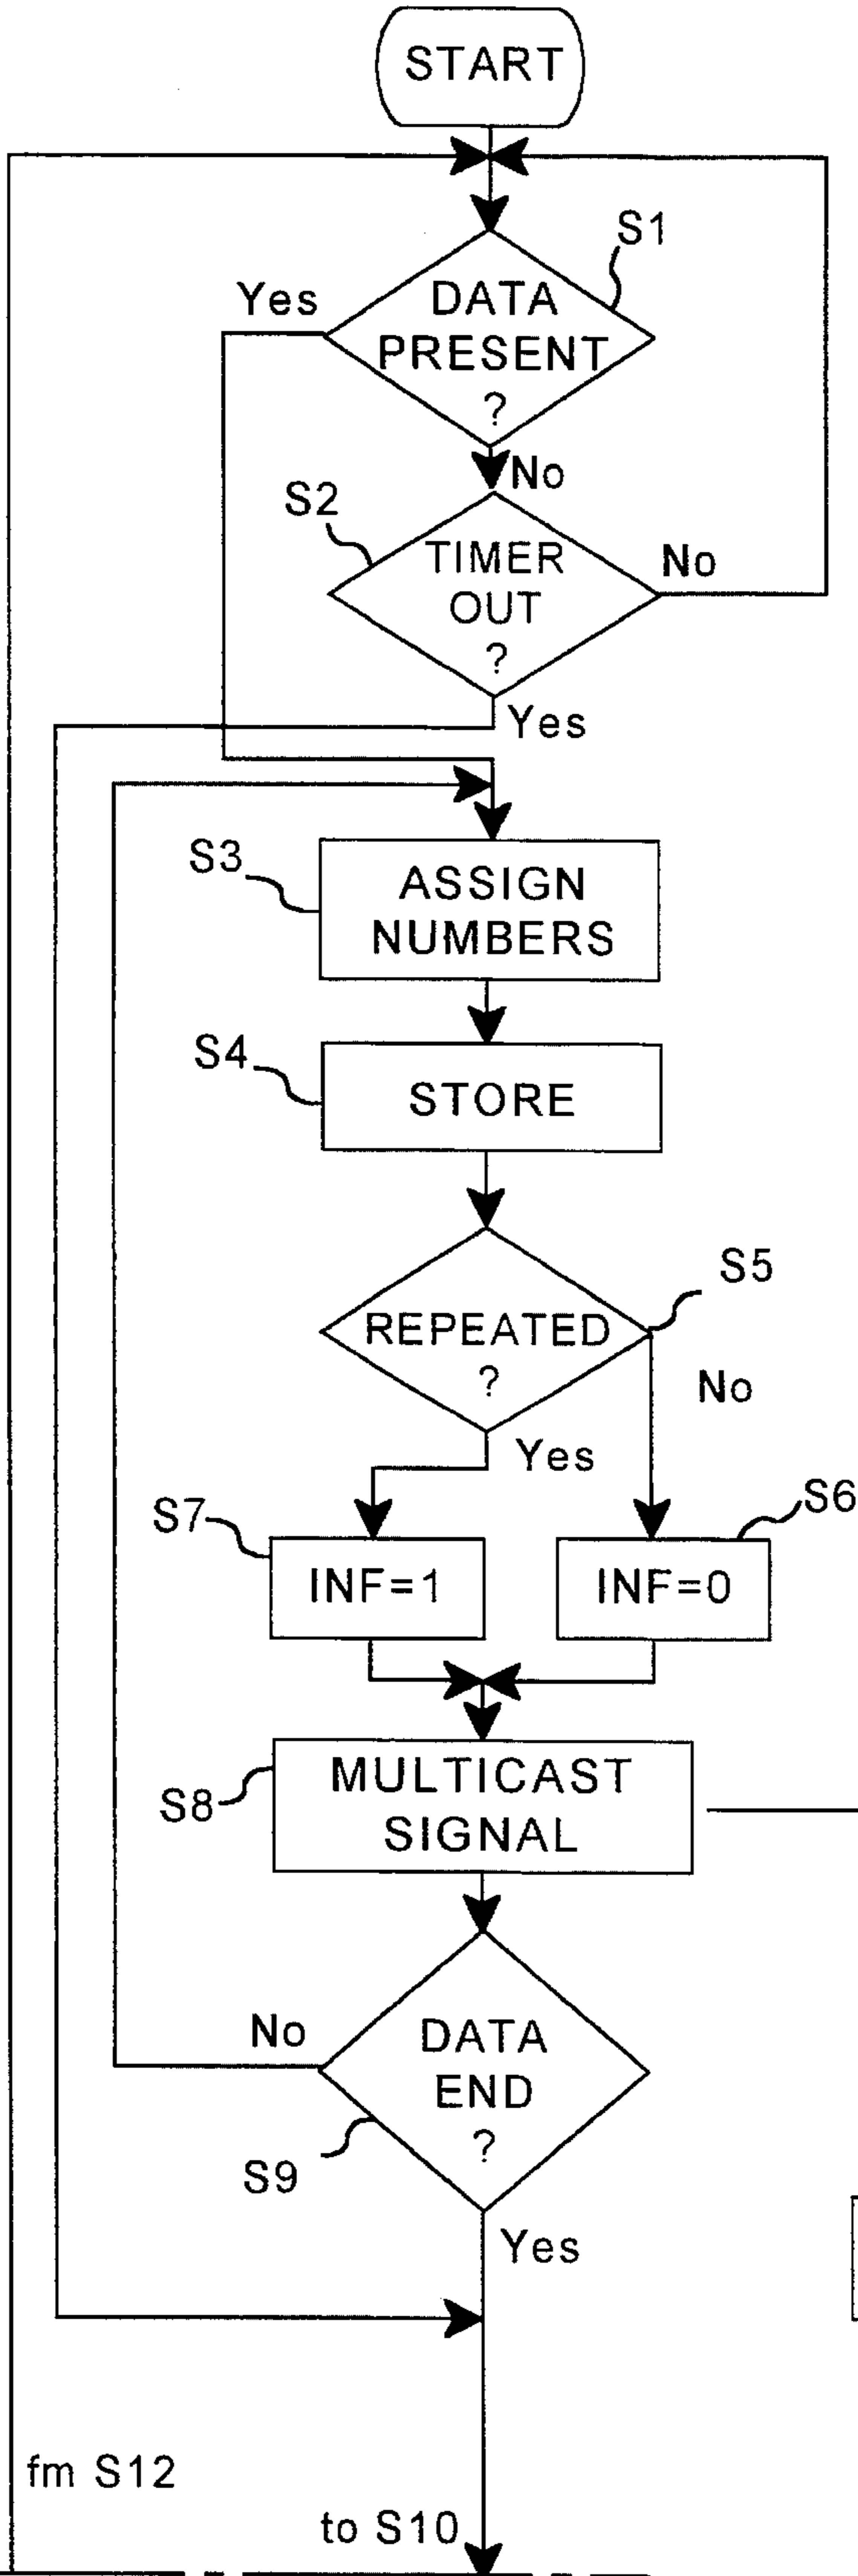 START
S1
Yes
DATA
PRESENT
?
No
S2
TIMER
OUT
?
No
Yes
S3
ASSIGN
NUMBERS
S4
STORE
S5
REPEATED
?
No
Yes
S7
INF=1
S6
INF=0
S8
MULTICAST
SIGNAL
No
DATA
END
?
S9
Yes
fm S12
to S10